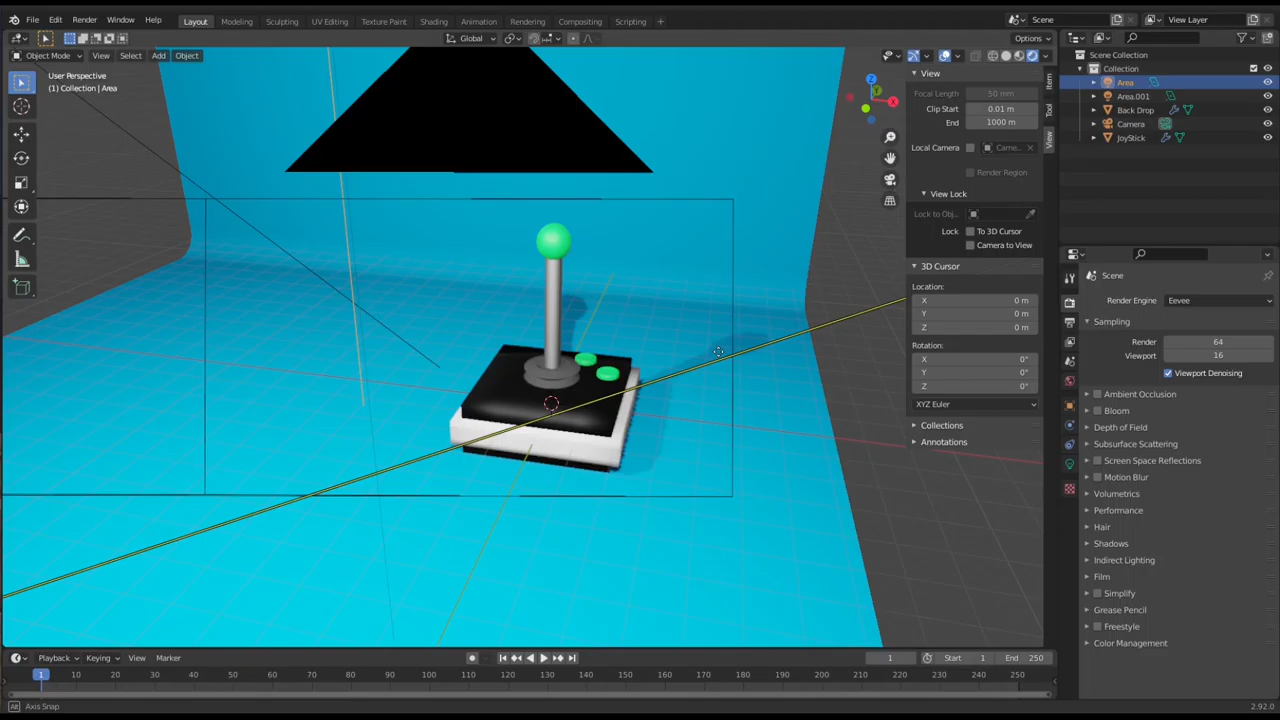 File Edit Render Window Help Layout Modeling Sculpting UV Editing Texture Paint Shading Animation Rendering Compositing Scripting + Scene View Layer
Global Options
Object Mode View Select Add Object
User Perspective
(1) Collection | Area
X
Y
Z
View
Focal Length 50 mm
Clip Start 0.01 m
End 1000 m
Local Camera Came...
Render Region
View Lock
Lock to Obj...
Lock To 3D Cursor
Camera to View
3D Cursor
Location:
X 0 m
Y 0 m
Z 0 m
Rotation:
X 0°
Y 0°
Z 0°
XYZ Euler
Collections
Annotations
Item
Tool
View
Scene Collection
Collection
Area
Area.001
Back Drop
Camera
JoyStick
Scene
Render Engine Eevee
Sampling
Render 64
Viewport 16
Viewport Denoising
Ambient Occlusion
Bloom
Depth of Field
Subsurface Scattering
Screen Space Reflections
Motion Blur
Volumetrics
Performance
Hair
Shadows
Indirect Lighting
Film
Simplify
Grease Pencil
Freestyle
Color Management
Playback Keying View Marker 1 Start 1 End 250
1 10 20 30 40 50 60 70 80 90 100 110 120 130 140 150 160 170 180 190 200 210 220 230 240 250
Alt Axis Snap 2.92.0